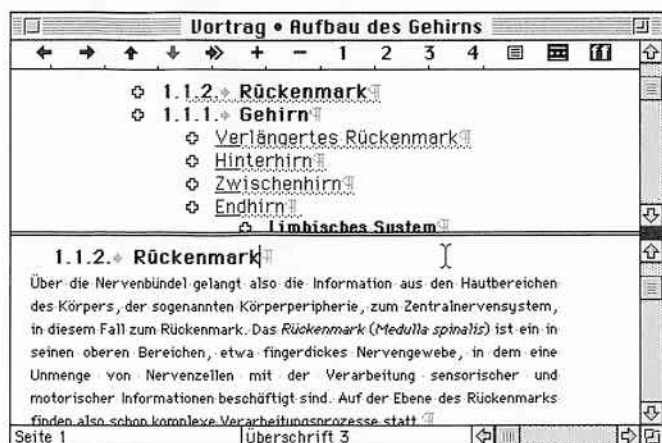 Vortrag • Aufbau des Gehirns
+ - 1 2 3 4
1.1.2. Rückenmark¶
1.1.1. Gehirn¶
Verlängertes Rückenmark¶
Hinterhirn¶
Zwischenhirn¶
Endhirn¶
Limbisches System¶
1.1.2. Rückenmark¶
Über die Nervenbündel gelangt also die Information aus den Hautbereichen
des Körpers, der sogenannten Körperperipherie, zum Zentralnervensystem,
in diesem Fall zum Rückenmark. Das Rückenmark (Medulla spinalis) ist ein in
seinen oberen Bereichen, etwa fingerdickes Nervengewebe, in dem eine
Unmenge von Nervenzellen mit der Verarbeitung sensorischer und
motorischer Informationen beschäftigt sind. Auf der Ebene des Rückenmarks
finden also schon komplexe Verarbeitungsprozesse statt ¶
Seite 1 Überschrift 3